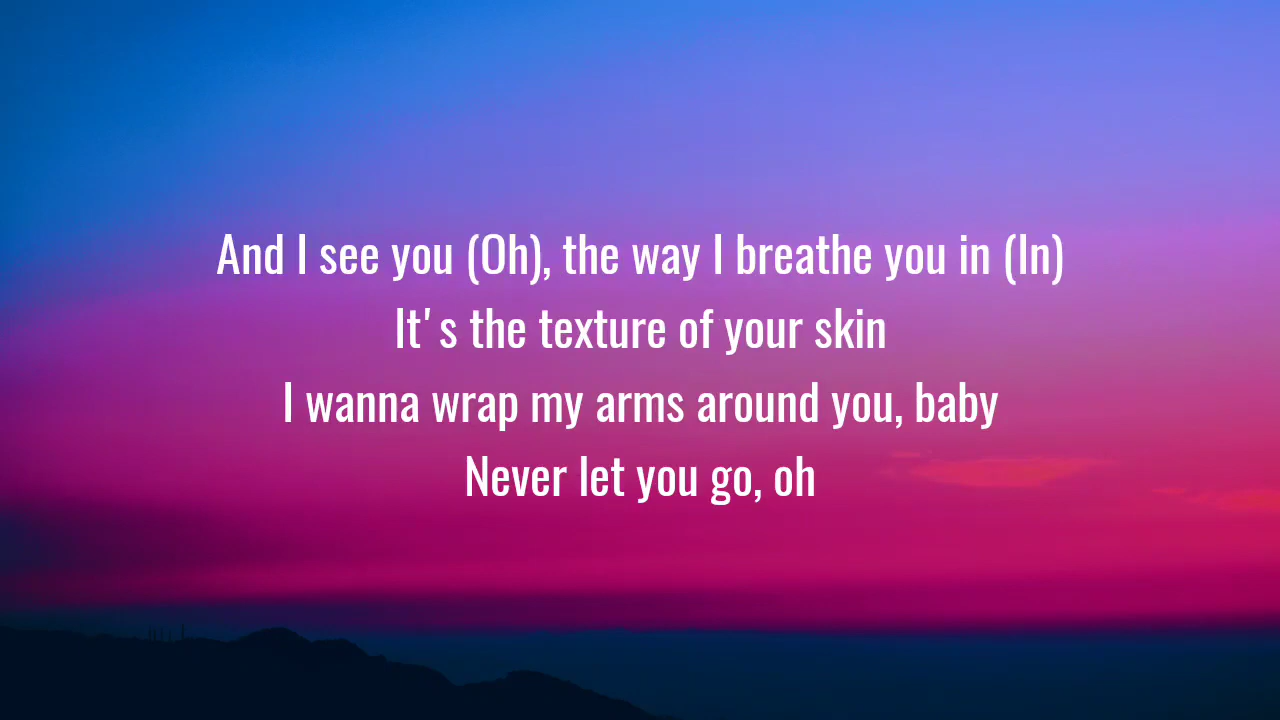 And I see you (Oh), the way I breathe you in (In)
It's the texture of your skin
I wanna wrap my arms around you, baby
Never let you go, oh